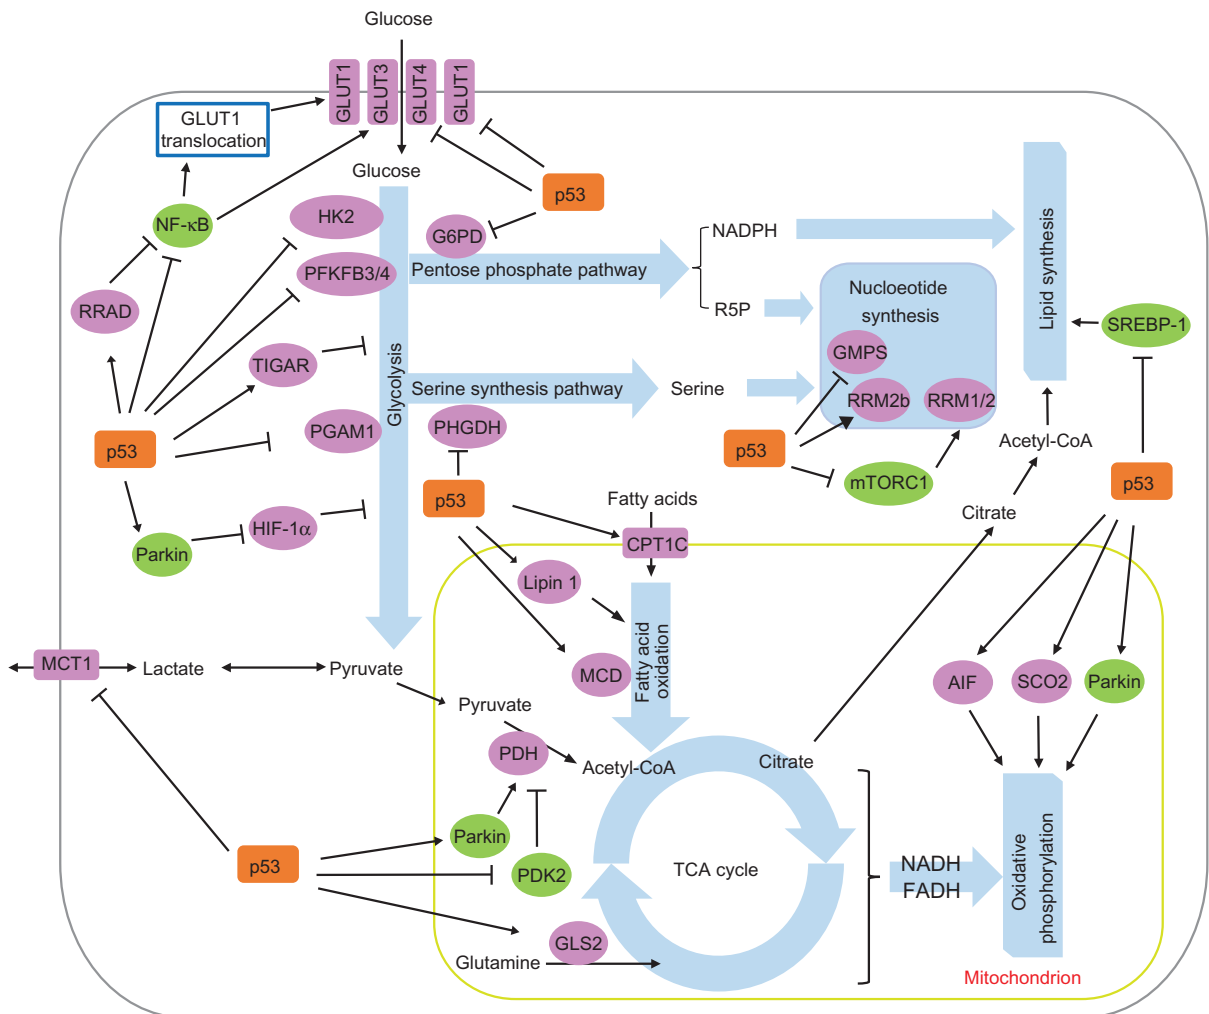 Glucose
GLUT1
GLUT3
GLUT4
GLUT1
GLUT1
translocation
Glucose
p53
NF-κB
HK2
G6PD
NADPH
PFKFB3/4
Pentose phosphate pathway
Nucloeotide
synthesis
Lipid synthesis
RRAD
R5P
SREBP-1
GMPS
TIGAR
Glycolysis
Serine synthesis pathway
Serine
RRM2b
RRM1/2
PGAM1
PHGDH
p53
p53
Acetyl-CoA
mTORC1
p53
p53
Fatty acids
Citrate
HIF-1α
Parkin
CPT1C
Lipin 1
Fatty acid
oxidation
MCT1
Lactate
Pyruvate
MCD
AIF
SCO2
Parkin
Pyruvate
PDH
Acetyl-CoA
Citrate
Parkin
p53
PDK2
TCA cycle
NADH
FADH
Oxidative
phosphorylation
GLS2
Glutamine
Mitochondrion